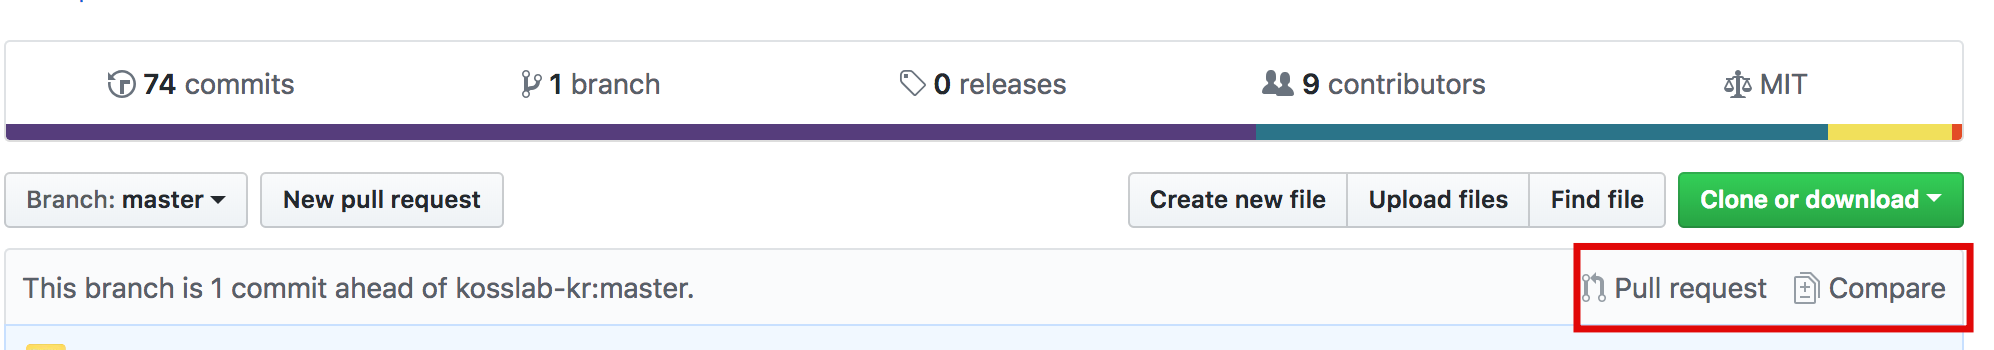 74 commits 1 branch 0 releases 9 contributors MIT
Branch: master New pull request Create new file Upload files Find file Clone or download
This branch is 1 commit ahead of kosslab-kr:master. Pull request Compare